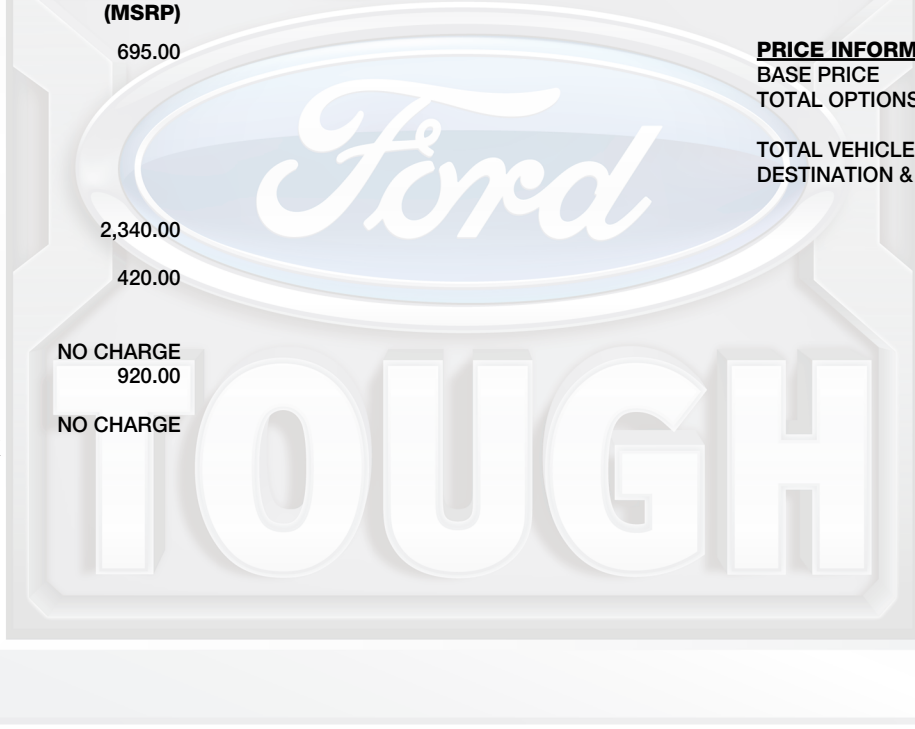 (MSRP)
695.00
2,340.00
420.00
NO CHARGE
920.00
NO CHARGE
PRICE INFORM
BASE PRICE
TOTAL OPTIONS
TOTAL VEHICLE
DESTINATION &
Ford
TOUGH